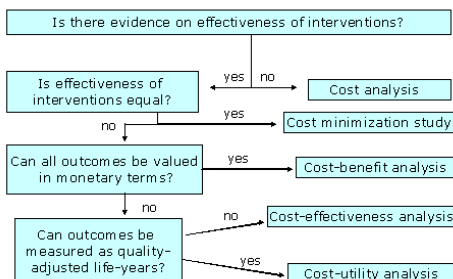 Is there evidence on effectiveness of interventions?
yes no
Is effectiveness of
interventions equal?
Cost analysis
yes
no
Cost minimization study
Can all outcomes be valued
in monetary terms?
yes
Cost-benefit analysis
no
Can outcomes be
measured as quality-
adjusted life-years?
no
Cost-effectiveness analysis
yes
Cost-utility analysis